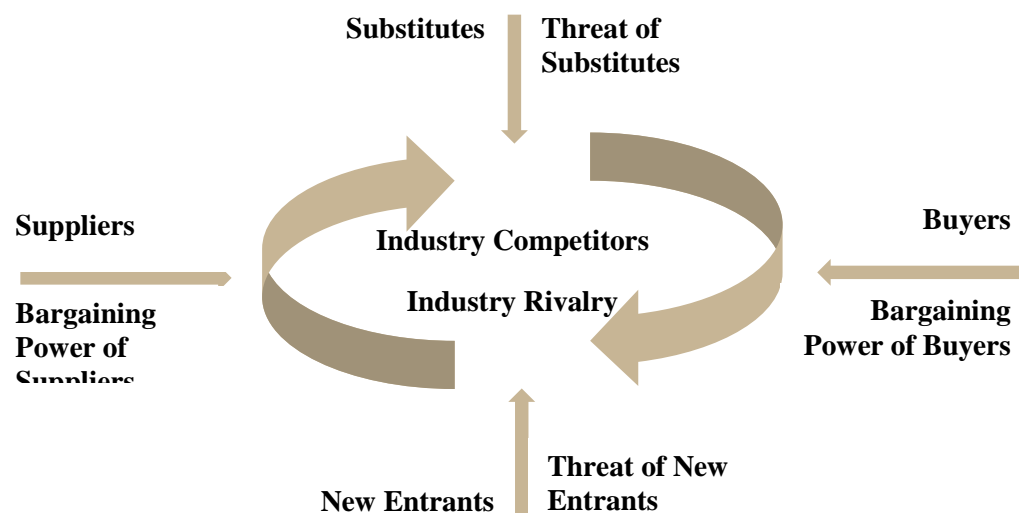 Substitutes
Threat of
Substitutes
Suppliers
Buyers
Industry Competitors
Industry Rivalry
Bargaining
Power of
Suppliers
Bargaining
Power of Buyers
New Entrants
Threat of New
Entrants